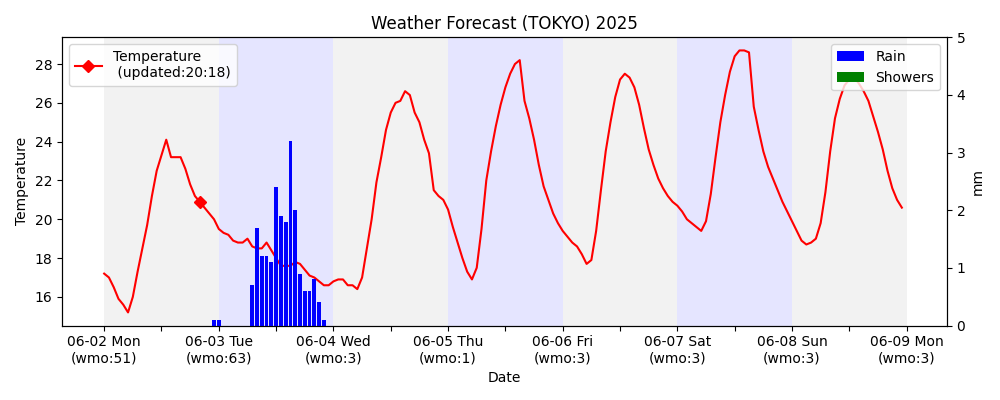 Weather Forecast (TOKYO) 2025
Temperature
(updated:20:18)
Rain
Showers
Temperature
28
26
24
22
20
18
16
5
4
3
2
1
0
mm
06-02 Mon
(wmo:51)
06-03 Tue
(wmo:63)
06-04 Wed
(wmo:3)
06-05 Thu
(wmo:1)
06-06 Fri
(wmo:3)
06-07 Sat
(wmo:3)
06-08 Sun
(wmo:3)
06-09 Mon
(wmo:3)
Date